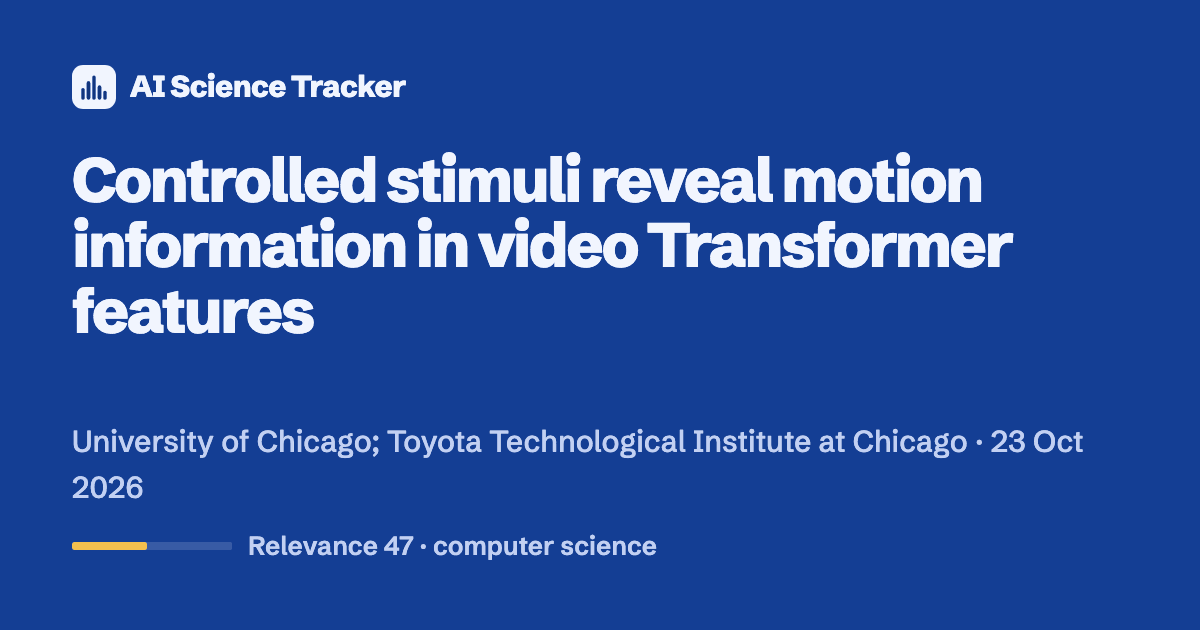 AI Science Tracker
Controlled stimuli reveal motion
information in video Transformer
features
University of Chicago; Toyota Technological Institute at Chicago · 23 Oct
2026
Relevance 47 · computer science